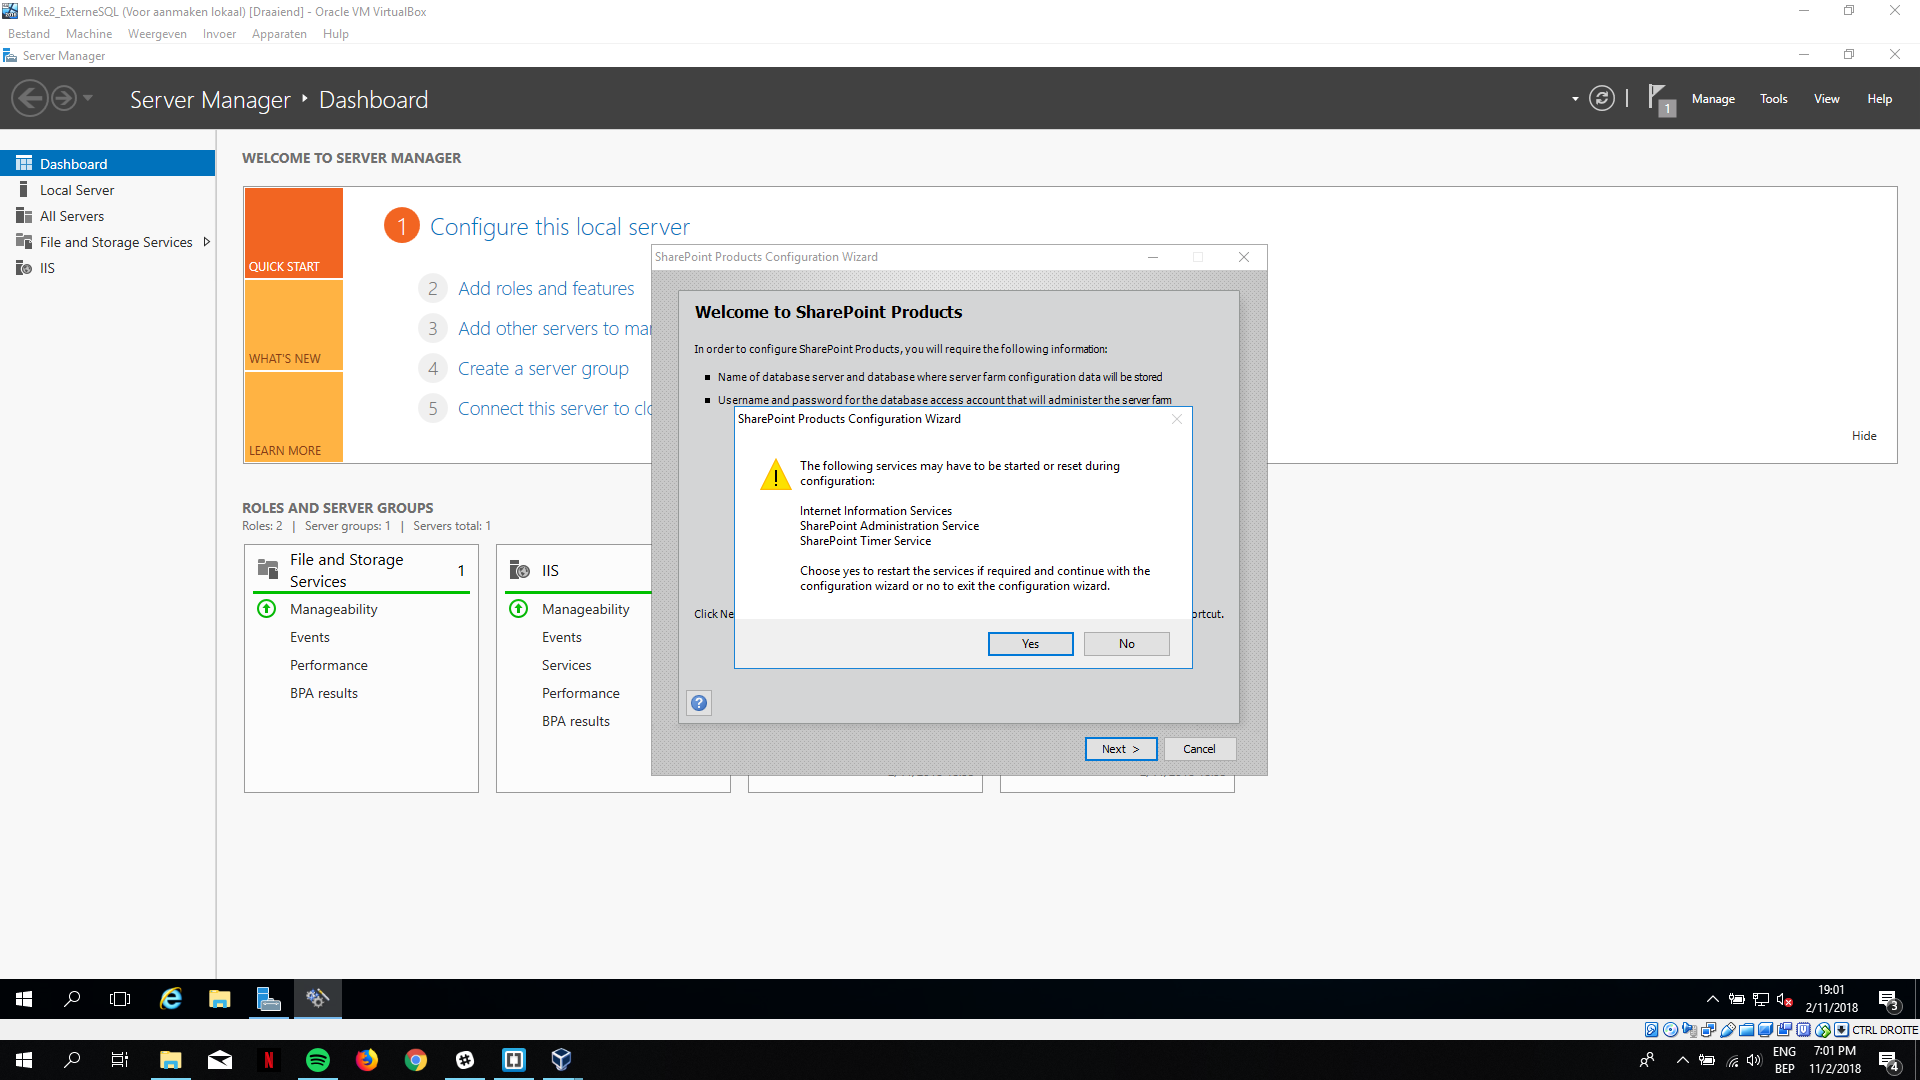 Mike2_ExterneSQL (Voor aanmaken lokaal) [Draaiend] - Oracle VM VirtualBox
Bestand Machine Weergeven Invoer Apparaten Hulp
Server Manager
Server Manager Dashboard
1
Manage Tools View Help
Dashboard
Local Server
All Servers
File and Storage Services
IIS
WELCOME TO SERVER MANAGER
QUICK START
WHAT'S NEW
LEARN MORE
1 Configure this local server
2 Add roles and features
3 Add other servers to
4 Create a server group
5 Connect this server to
Hide
ROLES AND SERVER GROUPS
Roles: 2 | Server groups: 1 | Servers total: 1
File and Storage Services 1
Manageability
Events
Performance
BPA results
IIS
Manageability
Events
Services
Performance
BPA results
SharePoint Products Configuration Wizard
Welcome to SharePoint Products
In order to configure SharePoint Products, you will require the following information:
Name of database server and database where server farm configuration data will be stored
Username and password for the database access account that will administer the server farm
Click
SharePoint Products Configuration Wizard
The following services may have to be started or reset during
configuration:
Internet Information Services
SharePoint Administration Service
SharePoint Timer Service
Choose yes to restart the services if required and continue with the
configuration wizard or no to exit the configuration wizard.
Yes No
Next > Cancel
19:01
2/11/2018
3
CTRL DROITE
ENG
BEP
7:01 PM
11/2/2018
4